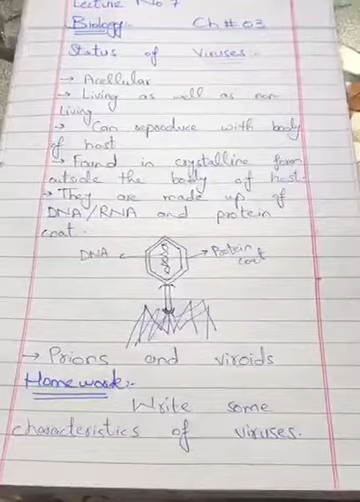 Lecture No 7
Biology Ch # 03
Status of Viruses.
→ Acellular
→ Living as well as non
living
→ Can reproduce with body
of host
→ Found in crystalline form
outside the body of host.
→ They are made up of
DNA/RNA and protein
coat.
DNA
Protein
coat
→ Prions and viroids
Homework:-
Write some
characteristics of viruses.